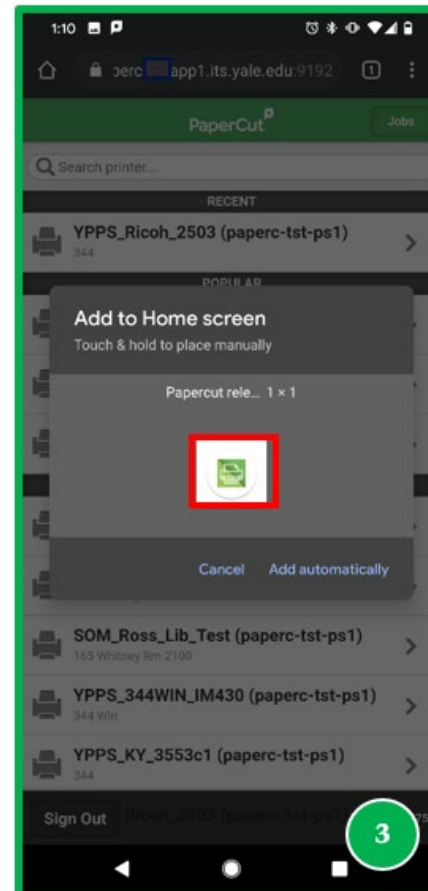 1:10
app1.its.yale.edu:9192
1
PaperCut
Jobs
Search printer...
RECENT
YPPS_Ricoh_2503 (paperc-tst-ps1)
344
POPULAR
Add to Home screen
Touch & hold to place manually
Papercut rele... 1 × 1
Cancel Add automatically
SOM_Ross_Lib_Test (paperc-tst-ps1)
165 Whitney Rm 2100
YPPS_344WIN_IM430 (paperc-tst-ps1)
344 Win
YPPS_KY_3553c1 (paperc-tst-ps1)
344
Sign Out
3